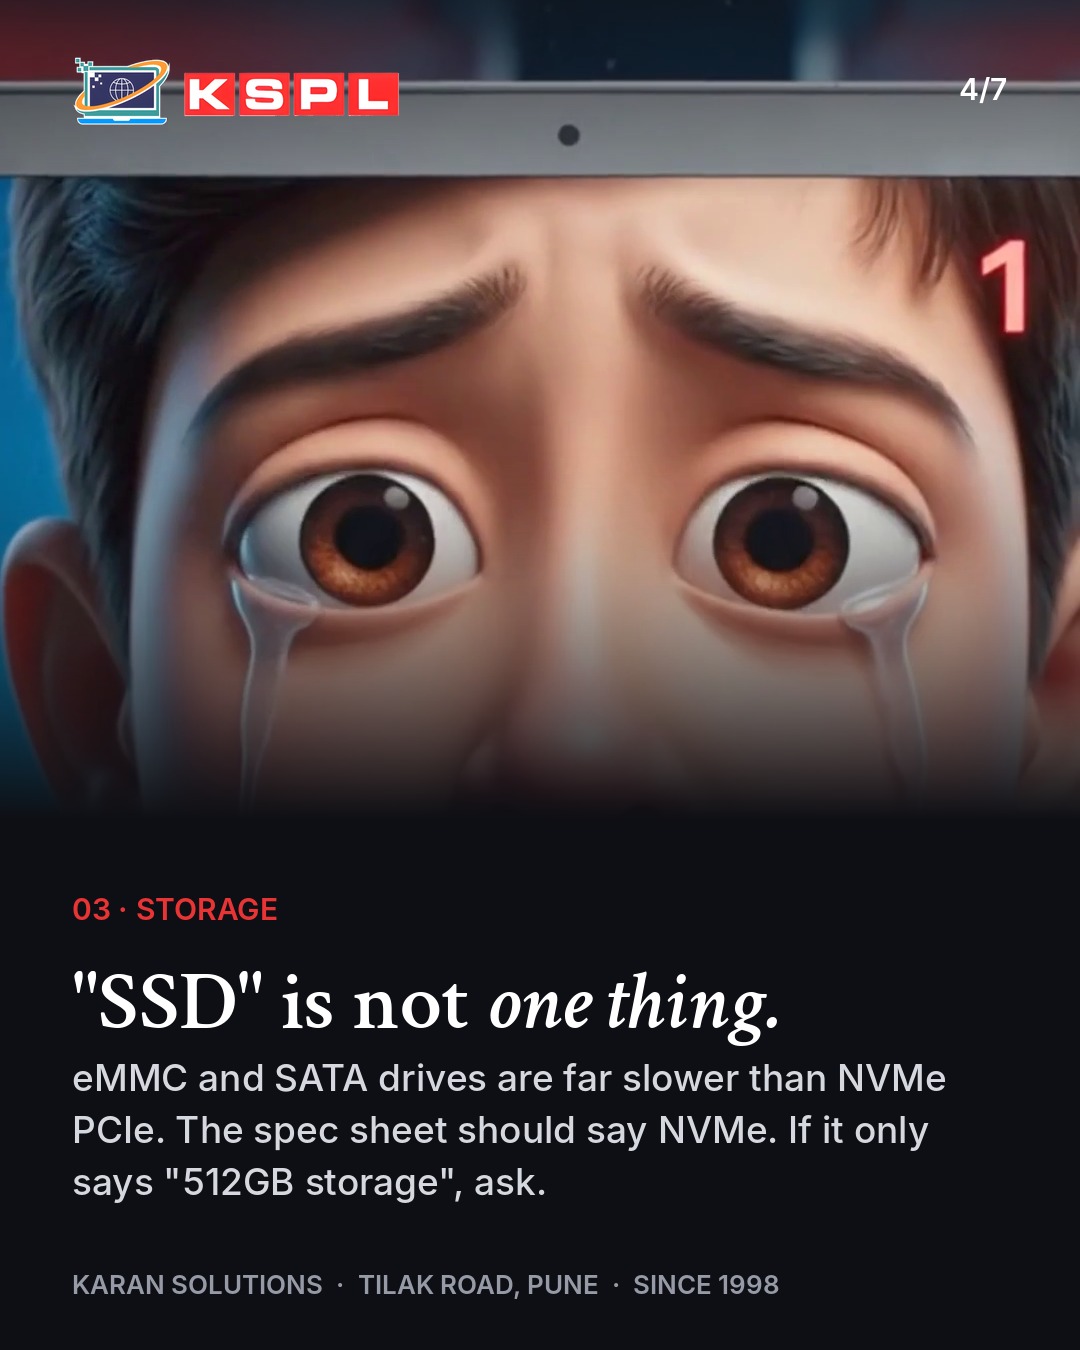 KSPL
4/7
1
03 · STORAGE
"SSD" is not one thing.
eMMC and SATA drives are far slower than NVMe
PCIe. The spec sheet should say NVMe. If it only
says "512GB storage", ask.
KARAN SOLUTIONS · TILAK ROAD, PUNE · SINCE 1998